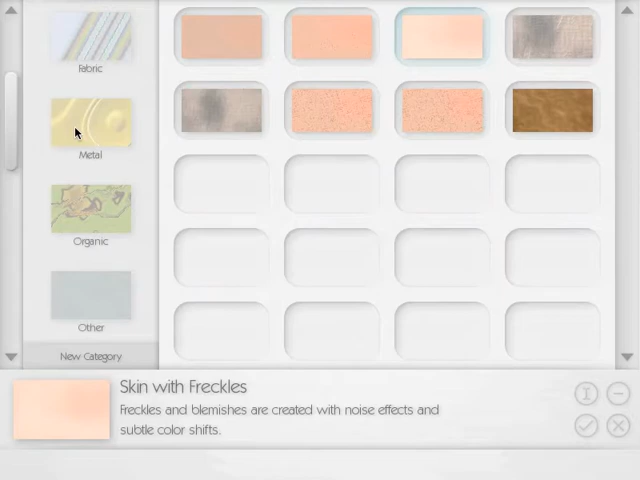 Fabric
Metal
Organic
Other
New Category
Skin with Freckles
Freckles and blemishes are created with noise effects and
subtle color shifts.